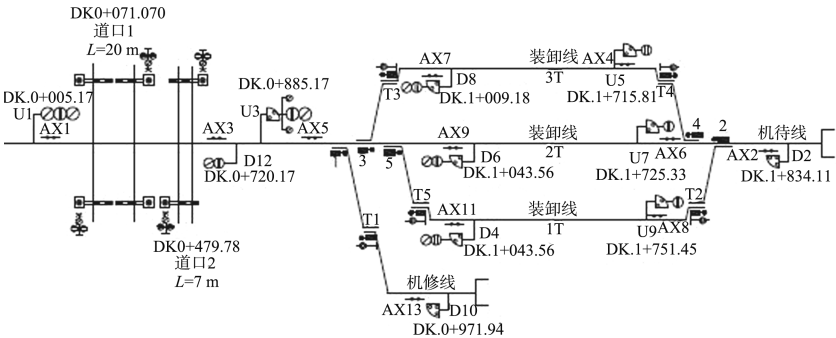 DK0+071.070
道口1
L=20 m
DK.0+005.17
U1
AX1
AX3
D12
DK.0+720.17
DK.0+885.17
U3
AX5
DK0+479.78
道口2
L=7 m
AX7
装卸线
3T
AX4
T3
D8
DK.1+009.18
U5
DK.1+715.81
T4
3
5
AX9
装卸线
2T
D6
DK.1+043.56
U7
AX6
DK.1+725.33
4
2
AX2
机待线
D2
DK.1+834.11
T5
AX11
装卸线
1T
D4
DK.1+043.56
U9
AX8
DK.1+751.45
T2
1
T1
机修线
AX13
D10
DK.0+971.94